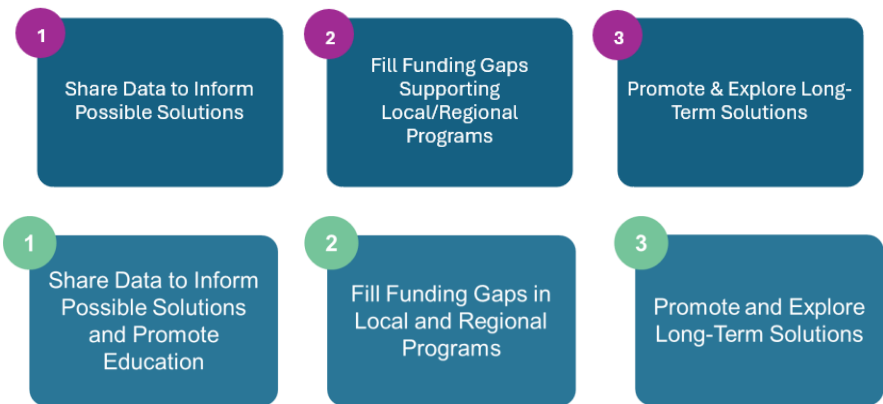 1
Share Data to Inform
Possible Solutions
2
Fill Funding Gaps
Supporting
Local/Regional
Programs
3
Promote & Explore Long-
Term Solutions
1
Share Data to Inform
Possible Solutions
and Promote
Education
2
Fill Funding Gaps in
Local and Regional
Programs
3
Promote and Explore
Long-Term Solutions